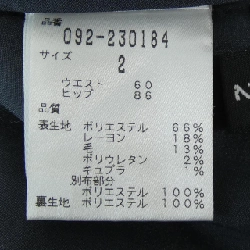 品番
092-230184
サイズ
2
ウエスト 60
ヒップ 86
品質
表生地 ポリエステル 66%
レーヨン 18%
毛 13%
ポリウレタン 2%
キュプラ 1%
別布部分
ポリエステル 100%
裏生地 ポリエステル 100%
2